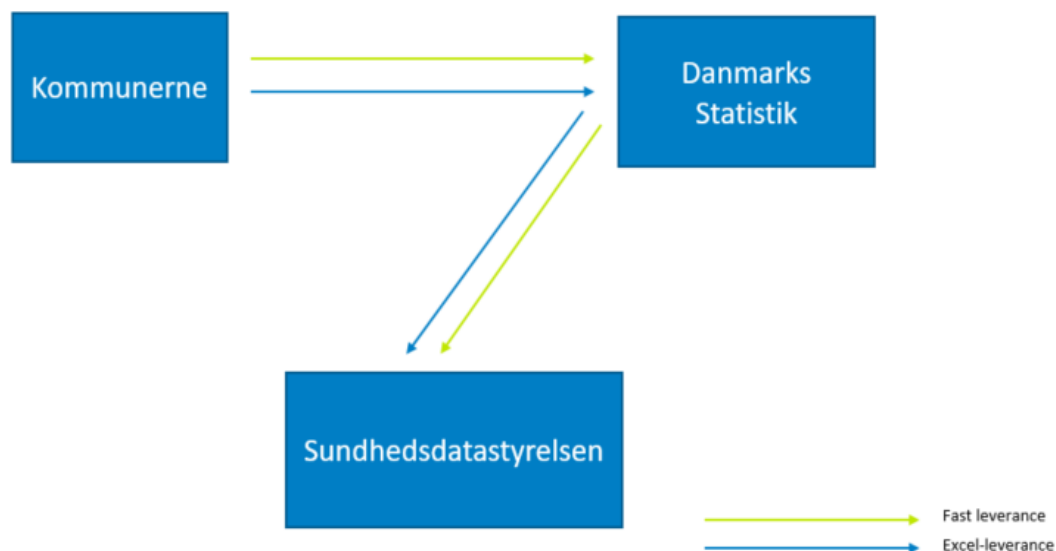 Kommunerne
Danmarks
Statistik
Sundhedsdatastyrelsen
Fast leverance
Excel-leverance